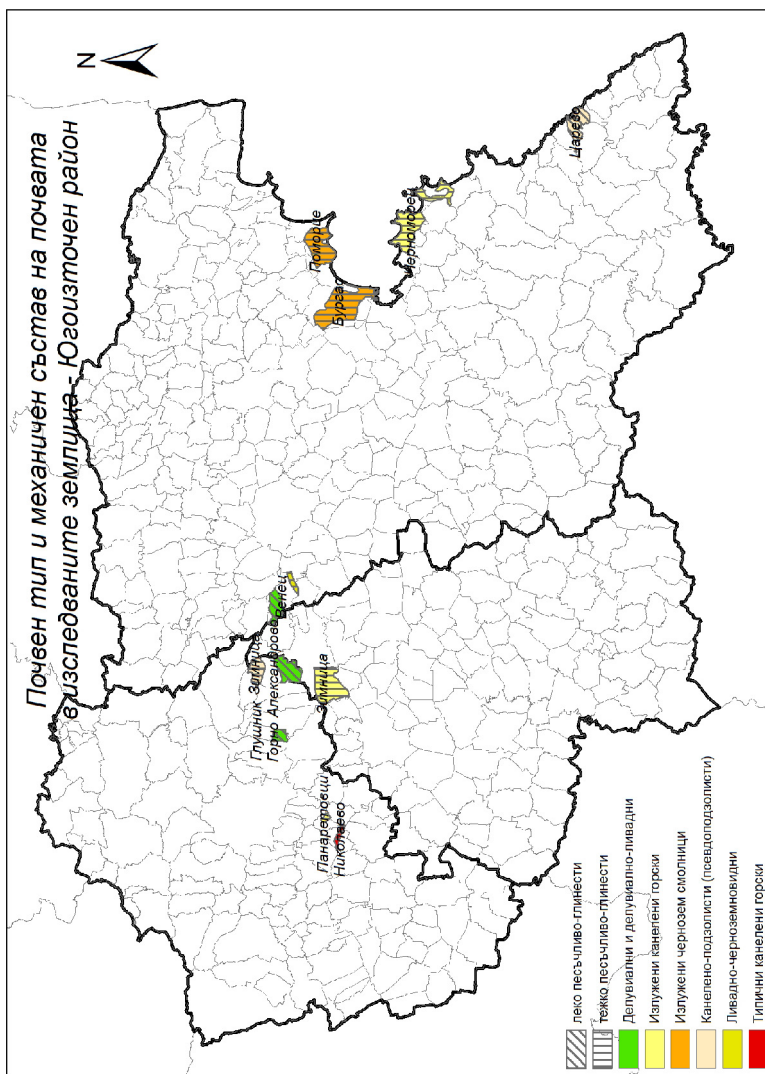 Почвен тип и механичен състав на почвата
в изследваните землища - Югоизточен район
N
Поморие
Бургас
Черноморец
Царево
Венец
Глушник Зимница
Горно Александрово
Зимница
Панаретовци
Николаево
леко песъчливо-глинести
тежко песъчливо-глинести
Делувиални и делувиално-ливадни
Излужени канелени горски
Излужени чернозем смолници
Канелено-подзолисти (псевдоподзолисти)
Ливадно-черноземновидни
Типични канелени горски